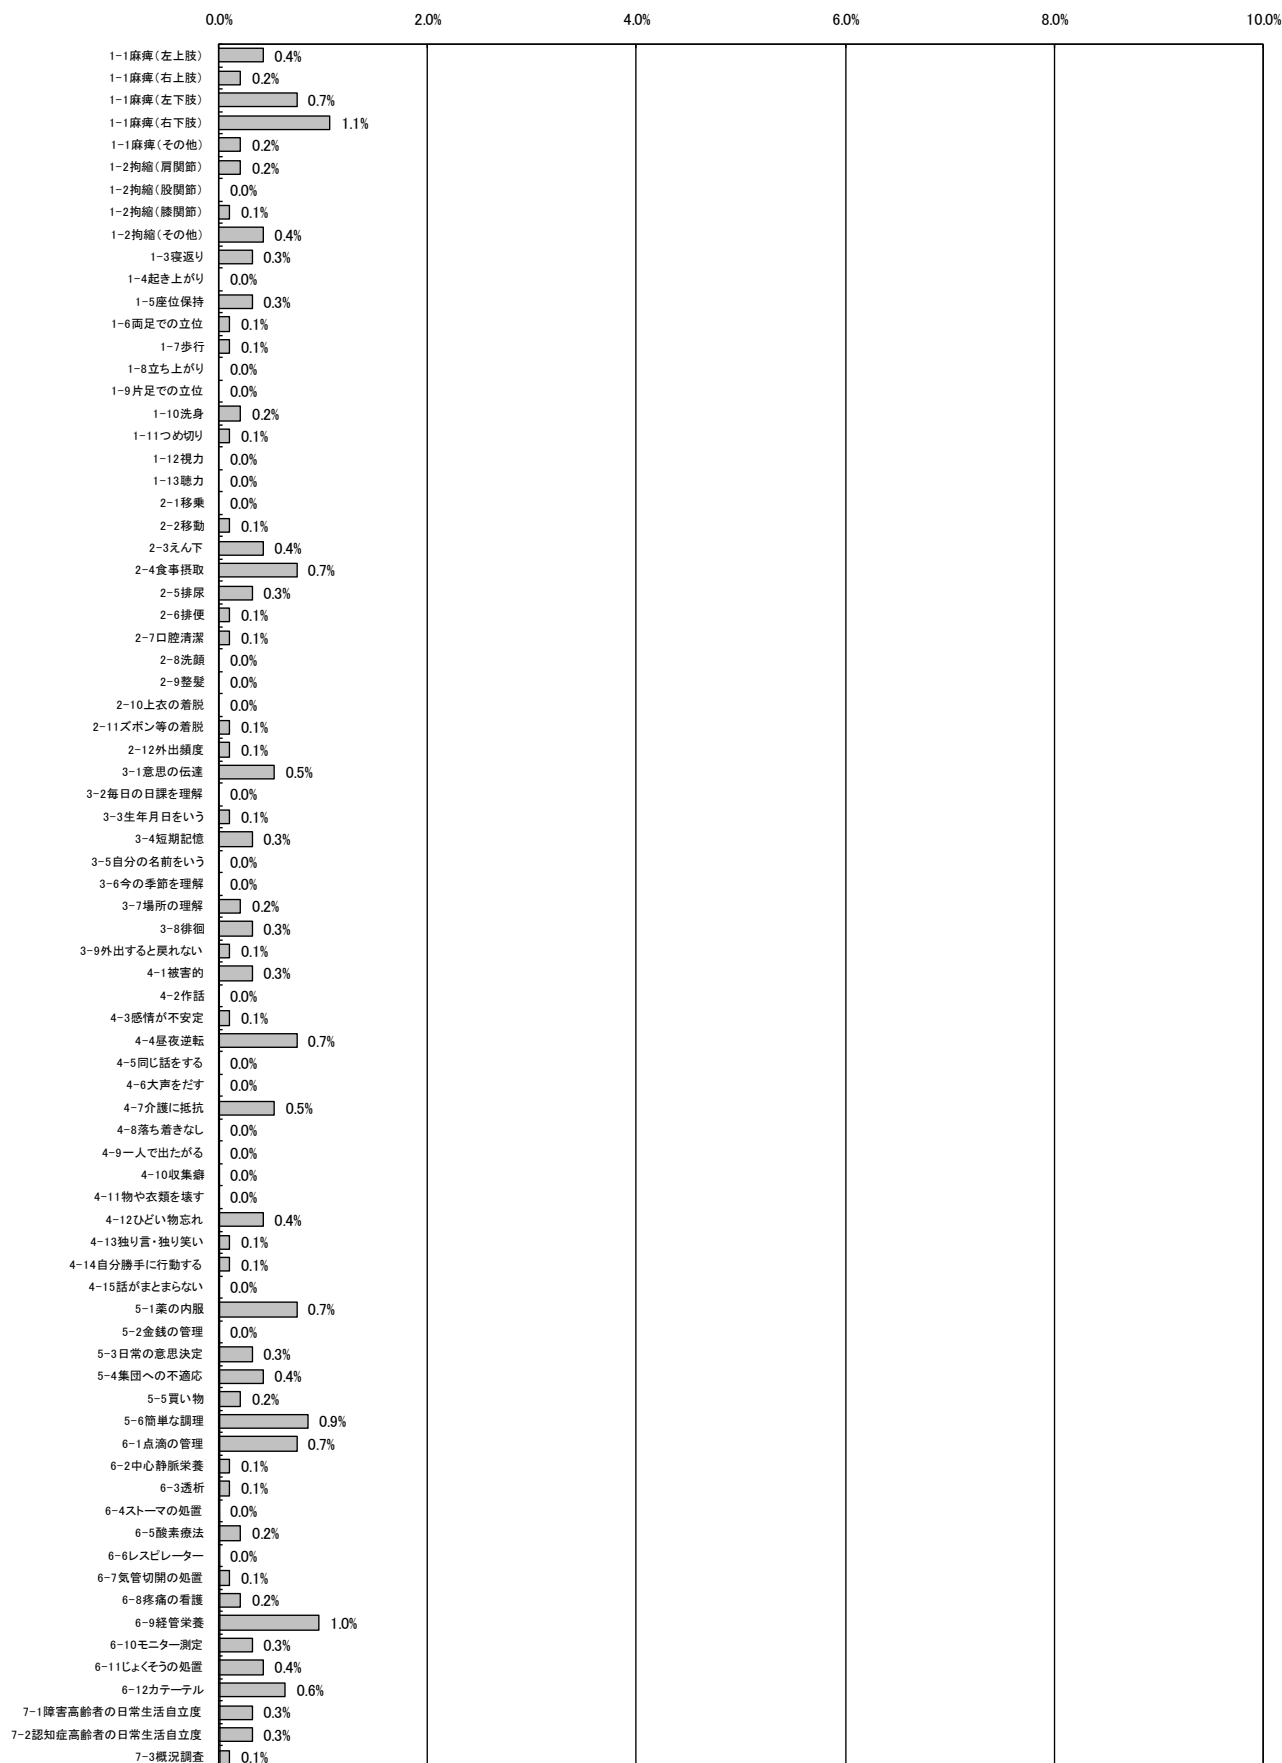 0.0% 2.0% 4.0% 6.0% 8.0% 10.0%
1-1麻痺(左上肢) 0.4%
1-1麻痺(右上肢) 0.2%
1-1麻痺(左下肢) 0.7%
1-1麻痺(右下肢) 1.1%
1-1麻痺(その他) 0.2%
1-2拘縮(肩関節) 0.2%
1-2拘縮(股関節) 0.0%
1-2拘縮(膝関節) 0.1%
1-2拘縮(その他) 0.4%
1-3寝返り 0.3%
1-4起き上がり 0.0%
1-5座位保持 0.3%
1-6両足での立位 0.1%
1-7歩行 0.1%
1-8立ち上がり 0.0%
1-9片足での立位 0.0%
1-10洗身 0.2%
1-11つめ切り 0.1%
1-12視力 0.0%
1-13聴力 0.0%
2-1移乗 0.0%
2-2移動 0.1%
2-3えん下 0.4%
2-4食事摂取 0.7%
2-5排尿 0.3%
2-6排便 0.1%
2-7口腔清潔 0.1%
2-8洗顔 0.0%
2-9整髪 0.0%
2-10上衣の着脱 0.0%
2-11ズボン等の着脱 0.1%
2-12外出頻度 0.1%
3-1意思の伝達 0.5%
3-2毎日の日課を理解 0.0%
3-3生年月日をいう 0.1%
3-4短期記憶 0.3%
3-5自分の名前をいう 0.0%
3-6今の季節を理解 0.0%
3-7場所の理解 0.2%
3-8徘徊 0.3%
3-9外出すると戻れない 0.1%
4-1被害的 0.3%
4-2作話 0.0%
4-3感情が不安定 0.1%
4-4昼夜逆転 0.7%
4-5同じ話をする 0.0%
4-6大声をだす 0.0%
4-7介護に抵抗 0.5%
4-8落ち着きなし 0.0%
4-9一人で出たがる 0.0%
4-10収集癖 0.0%
4-11物や衣類を壊す 0.0%
4-12ひどい物忘れ 0.4%
4-13独り言・独り笑い 0.1%
4-14自分勝手に行動する 0.1%
4-15話がまとまらない 0.0%
5-1薬の内服 0.7%
5-2金銭の管理 0.0%
5-3日常の意思決定 0.3%
5-4集団への不適応 0.4%
5-5買い物 0.2%
5-6簡単な調理 0.9%
6-1点滴の管理 0.7%
6-2中心静脈栄養 0.1%
6-3透析 0.1%
6-4ストーマの処置 0.0%
6-5酸素療法 0.2%
6-6レスピレーター 0.0%
6-7気管切開の処置 0.1%
6-8疼痛の看護 0.2%
6-9経管栄養 1.0%
6-10モニター測定 0.3%
6-11じょくそうの処置 0.4%
6-12カテーテル 0.6%
7-1障害高齢者の日常生活自立度 0.3%
7-2認知症高齢者の日常生活自立度 0.3%
7-3概況調査 0.1%